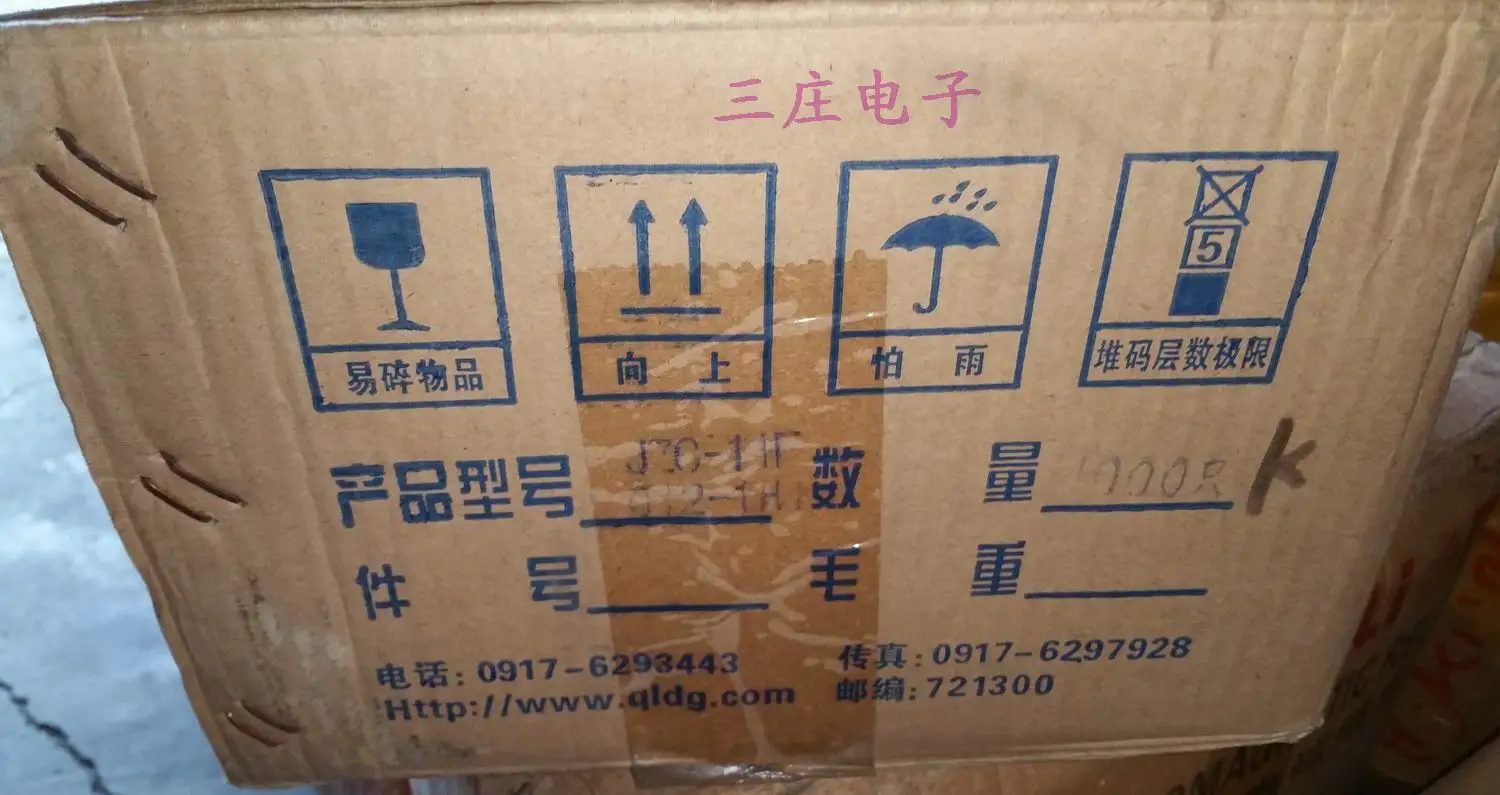 三庄电子
5
易碎物品
向上
怕雨
堆码层数极限
产品型号
数量 K
件号
毛重
电话: 0917-6293443
传真: 0917-6297928
Http://www.qldg.com
邮编: 721300